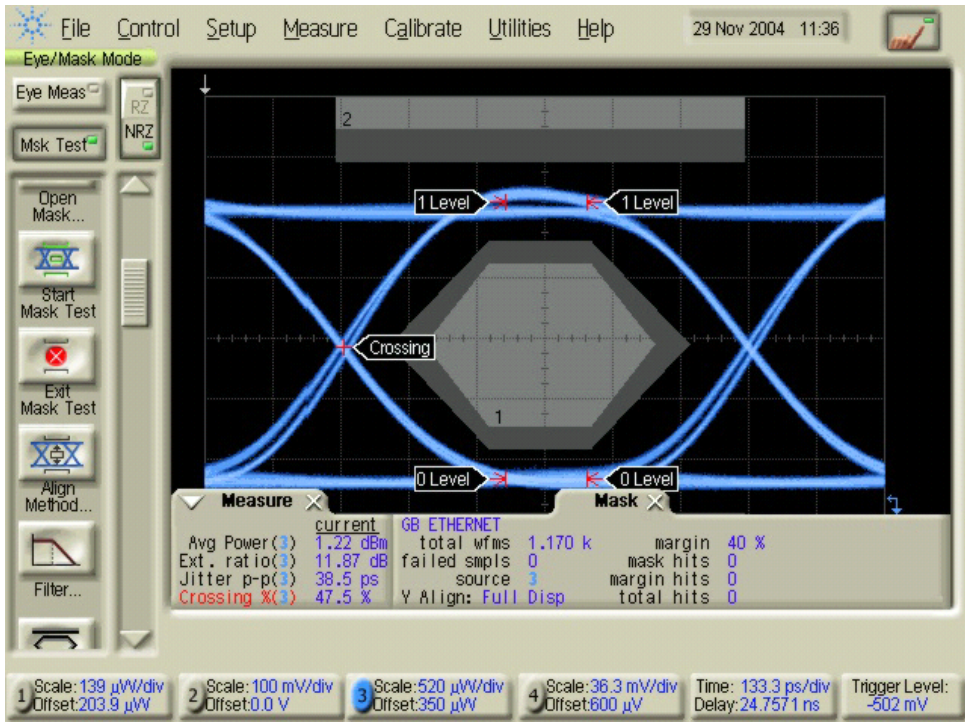 File Control Setup Measure Calibrate Utilities Help 29 Nov 2004 11:36
Eye/Mask Mode
Eye Meas
RZ
NRZ
Msk Test
Open
Mask...
Start
Mask Test
Exit
Mask Test
Align
Method...
Filter...
2
1 Level 1 Level
Crossing
1
0 Level 0 Level
Measure Mask
current
Avg Power(3) 1.22 dBm
Ext. ratio(3) 11.87 dB
Jitter p-p(3) 38.5 ps
Crossing %(3) 47.5 %
GB ETHERNET
total wfms 1.170 k margin 40 %
failed smpls 0 mask hits 0
source 3 margin hits 0
Y Align: Full Disp total hits 0
1 Scale:139 µW/div
Offset:203.9 µW
2 Scale:100 mV/div
Offset:0.0 V
3 Scale:520 µW/div
Offset:350 µW
4 Scale:36.3 mV/div
Offset:600 µV
Time: 133.3 ps/div
Delay:24.7571 ns
Trigger Level:
-502 mV